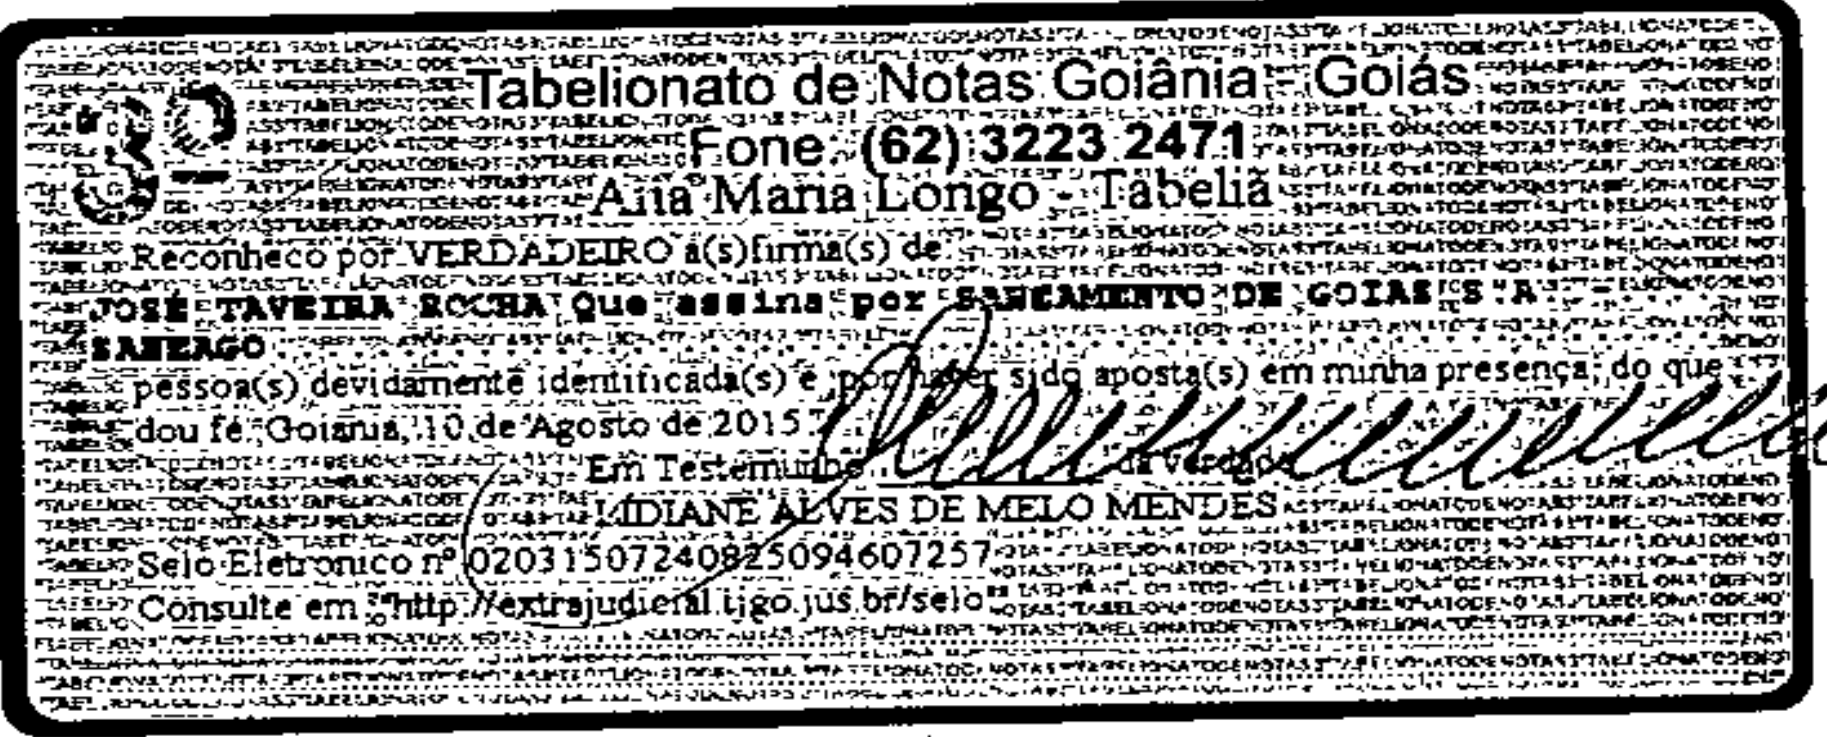 3º Tabelionato de Notas Goiânia - Goiás
Fone: (62) 3223 2471
Ana Maria Longo - Tabeliã
Reconheco por VERDADEIRO a(s)firma(s) de
JOSÉ TAVEIRA ROCHA Que assina por SANEAMENTO DE GOIAS S A
SANEAGO
pessoa(s) devidamente identificada(s) e por haver sido aposta(s) em minha presença, do que
dou fé. Goiania, 10 de Agosto de 2015
Em Testemunho da verdade
LIDIANE ALVES DE MELO MENDES
Selo Eletronico nº 02031507240825094607257
Consulte em "http://extrajudicial.tjgo.jus.br/selo